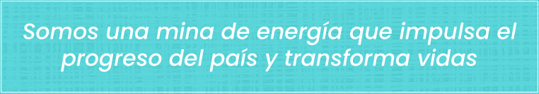 Somos una mina de energía que impulsa el
progreso del país y transforma vidas